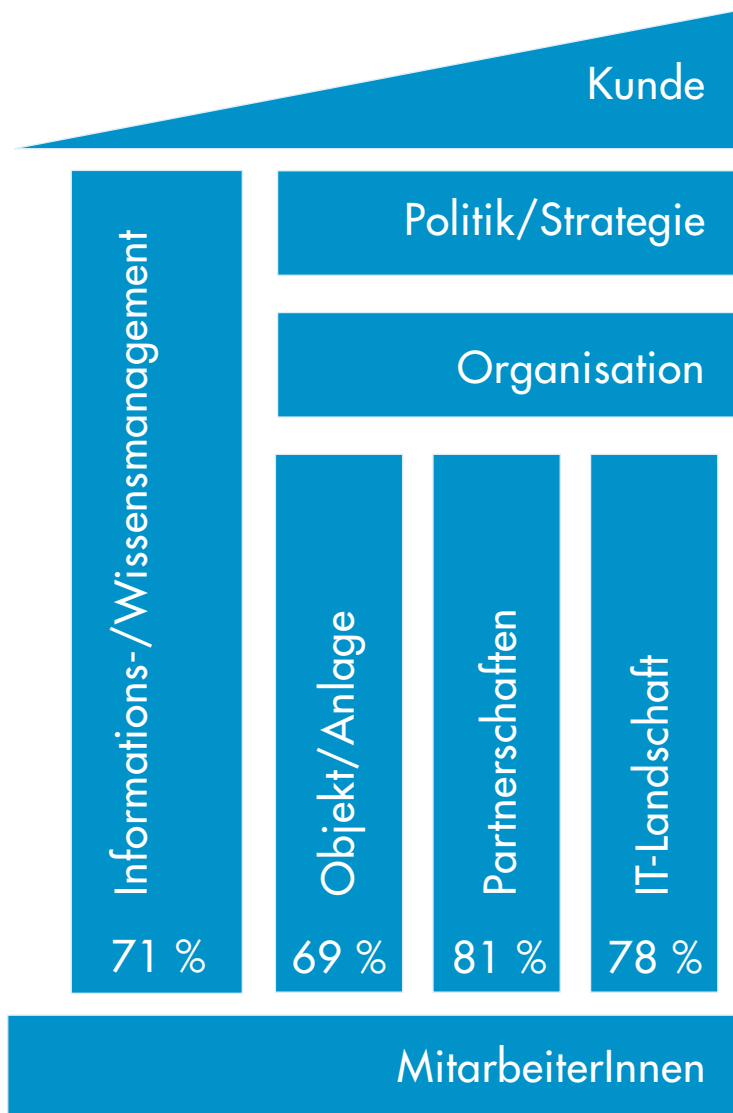 Kunde
Politik/Strategie
Organisation
Informations-/Wissensmanagement
71 %
Objekt/Anlage
69 %
Partnerschaften
81 %
IT-Landschaft
78 %
MitarbeiterInnen